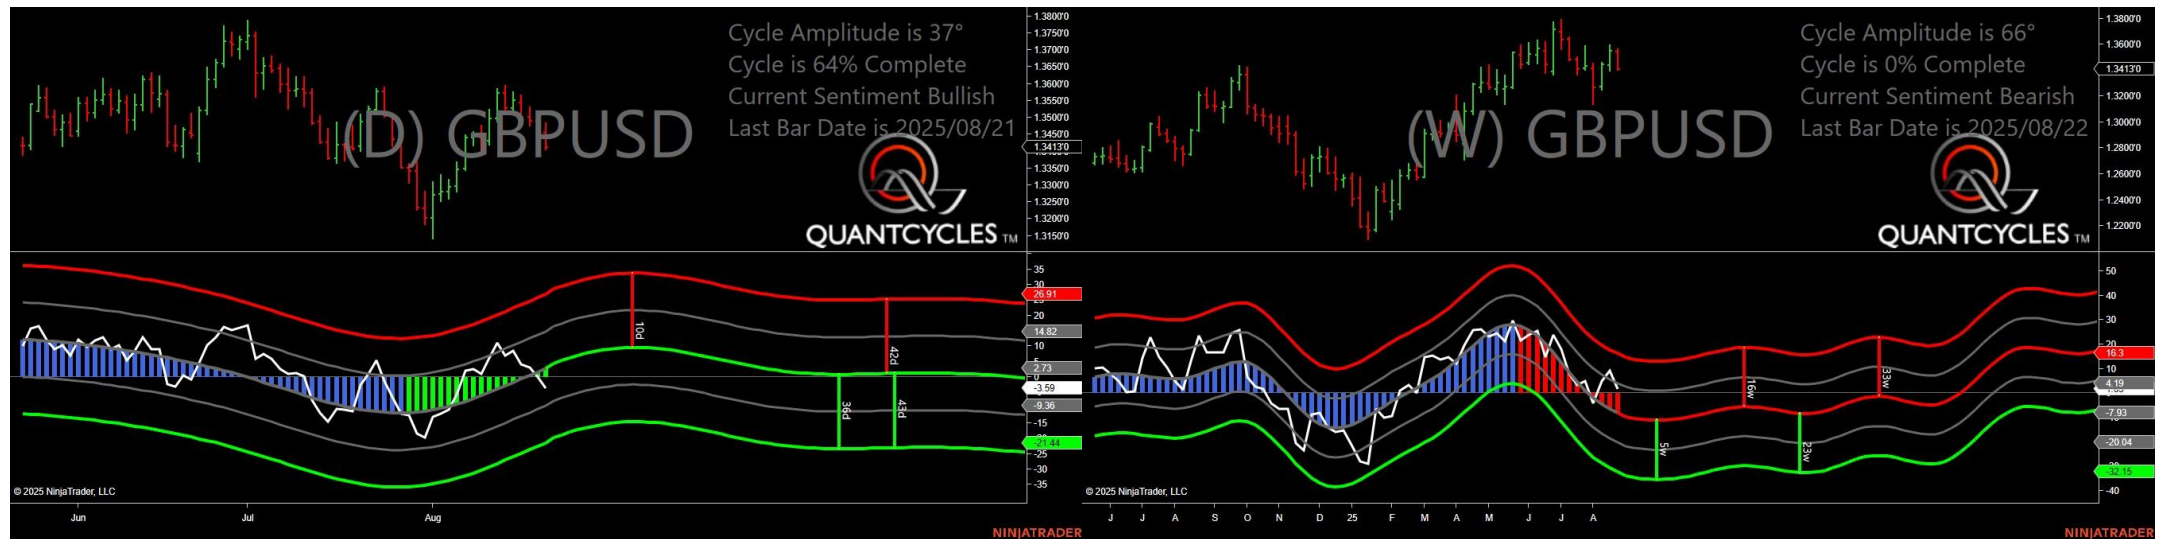 Cycle Amplitude is 37°
Cycle is 64% Complete
Current Sentiment Bullish
Last Bar Date is 2025/08/21
(D) GBPUSD
QUANTCYCLES TM
1.3800'0
1.3750'0
1.3700'0
1.3650'0
1.3600'0
1.3550'0
1.3500'0
1.3450'0
1.3413'0
1.3350'0
1.3300'0
1.3250'0
1.3200'0
1.3150'0
35
30
26.91
20
14.82
10
5
2.73
-3.59
-9.36
-15
-21.44
-25
-30
-35
10d
42d
36d
43d
© 2025 NinjaTrader, LLC
Jun
Jul
Aug
NINJATRADER
Cycle Amplitude is 66°
Cycle is 0% Complete
Current Sentiment Bearish
Last Bar Date is 2025/08/22
(W) GBPUSD
QUANTCYCLES TM
1.3800'0
1.3600'0
1.3413'0
1.3200'0
1.3000'0
1.2800'0
1.2600'0
1.2400'0
1.2200'0
50
40
30
20
16.3
10
4.19
-7.93
-20.04
-32.15
-40
16w
33w
5w
23w
© 2025 NinjaTrader, LLC
J
J
A
S
O
N
D
25
F
M
A
M
J
J
A
NINJATRADER